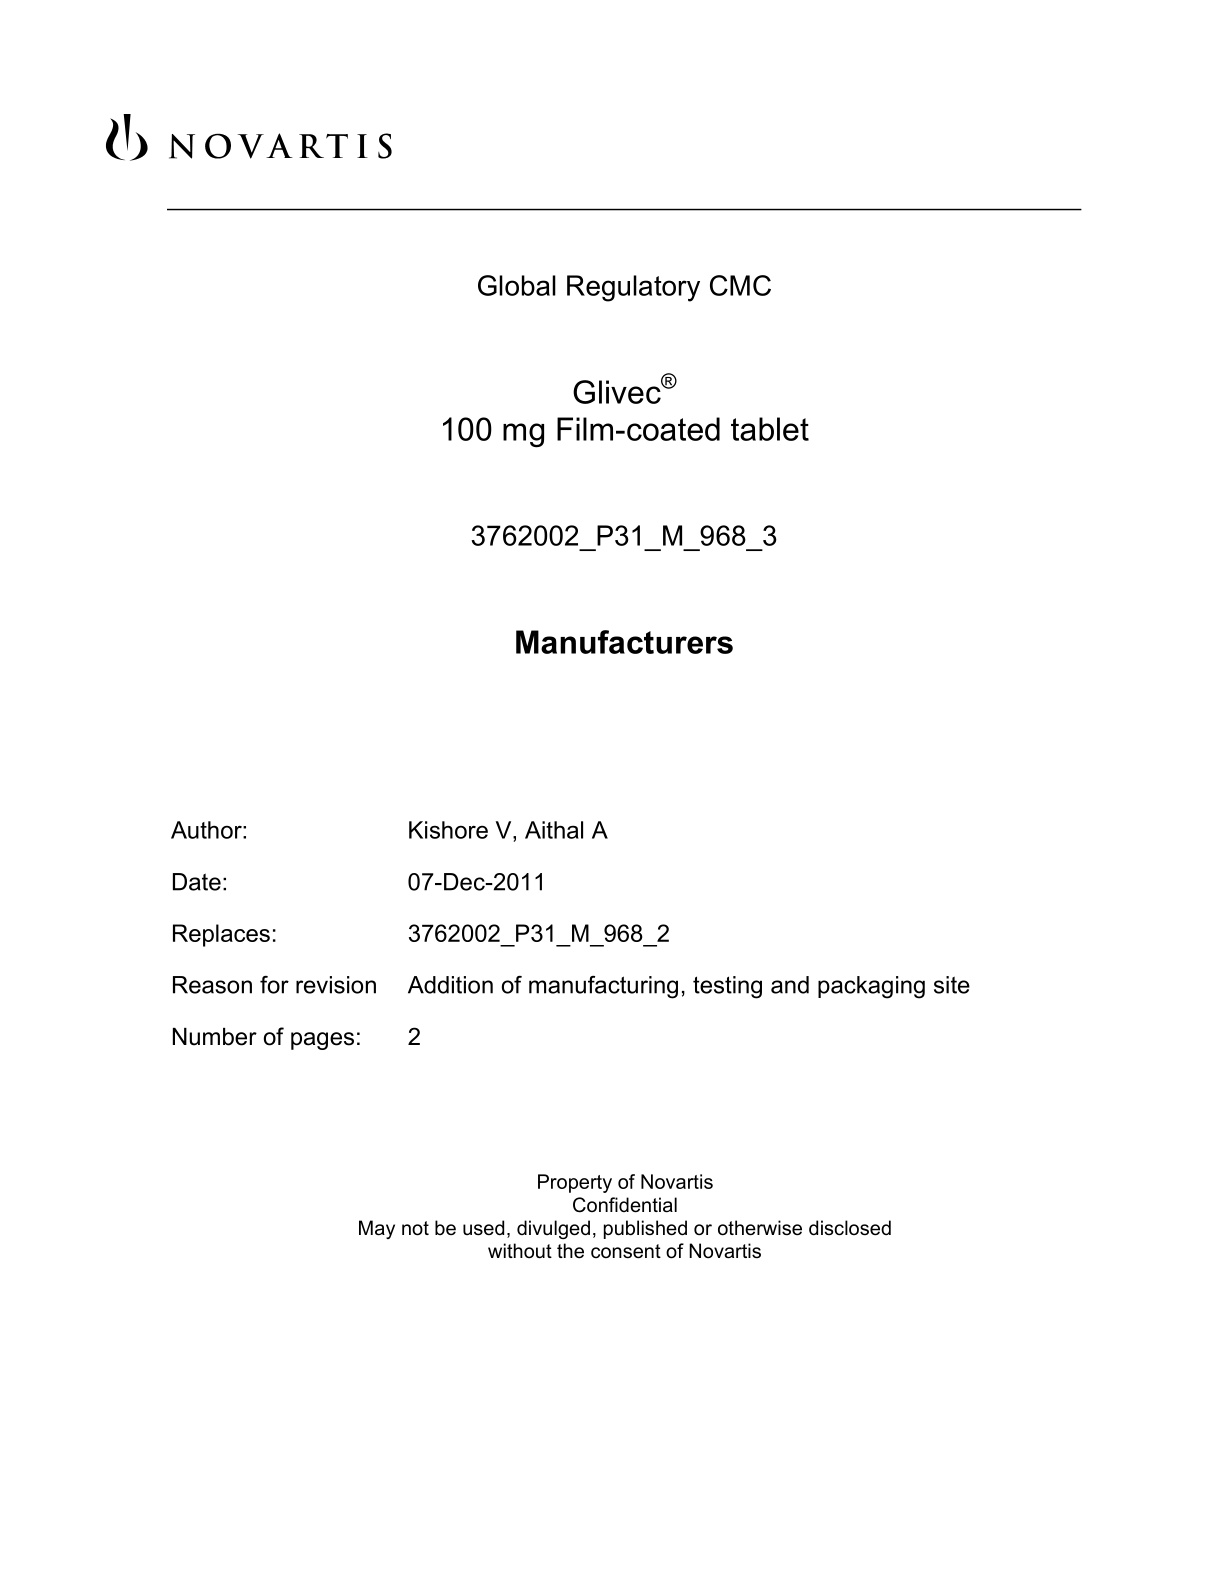 NOVARTIS
Global Regulatory CMC
Glivec®
100 mg Film-coated tablet
3762002_P31_M_968_3
Manufacturers
Author: Kishore V, Aithal A
Date: 07-Dec-2011
Replaces: 3762002_P31_M_968_2
Reason for revision Addition of manufacturing, testing and packaging site
Number of pages: 2
Property of Novartis
Confidential
May not be used, divulged, published or otherwise disclosed
without the consent of Novartis